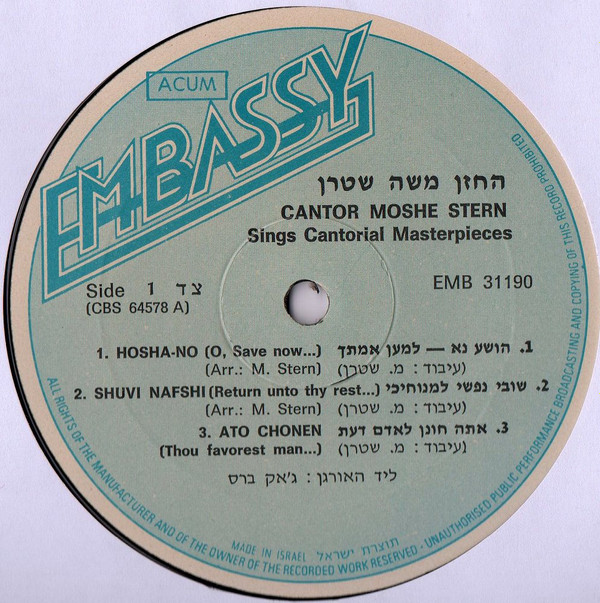 ACUM
EMBASSY
החזן משה שטרן
CANTOR MOSHE STERN
Sings Cantorial Masterpieces
Side 1 צד
(CBS 64578 A)
EMB 31190
1. HOSHA-NO (O, Save now...) הושע נא — למען אמתך .1
(Arr.: M. Stern) (עיבוד: מ. שטרן)
2. SHUVI NAFSHI (Return unto thy rest...) שובי נפשי למנוחיכי .2
(Arr.: M. Stern) (עיבוד: מ. שטרן)
3. ATO CHONEN אתה חונן לאדם דעת .3
(Thou favorest man...) (עיבוד: מ. שטרן)
ליד האורגן: ג'אק ברס
MADE IN ISRAEL תוצרת ישראל
ALL RIGHTS OF THE MANUFACTURER AND OF THE OWNER OF THE RECORDED WORK RESERVED - UNAUTHORISED PUBLIC PERFORMANCE BROADCASTING AND COPYING OF THIS RECORD PROHIBITED